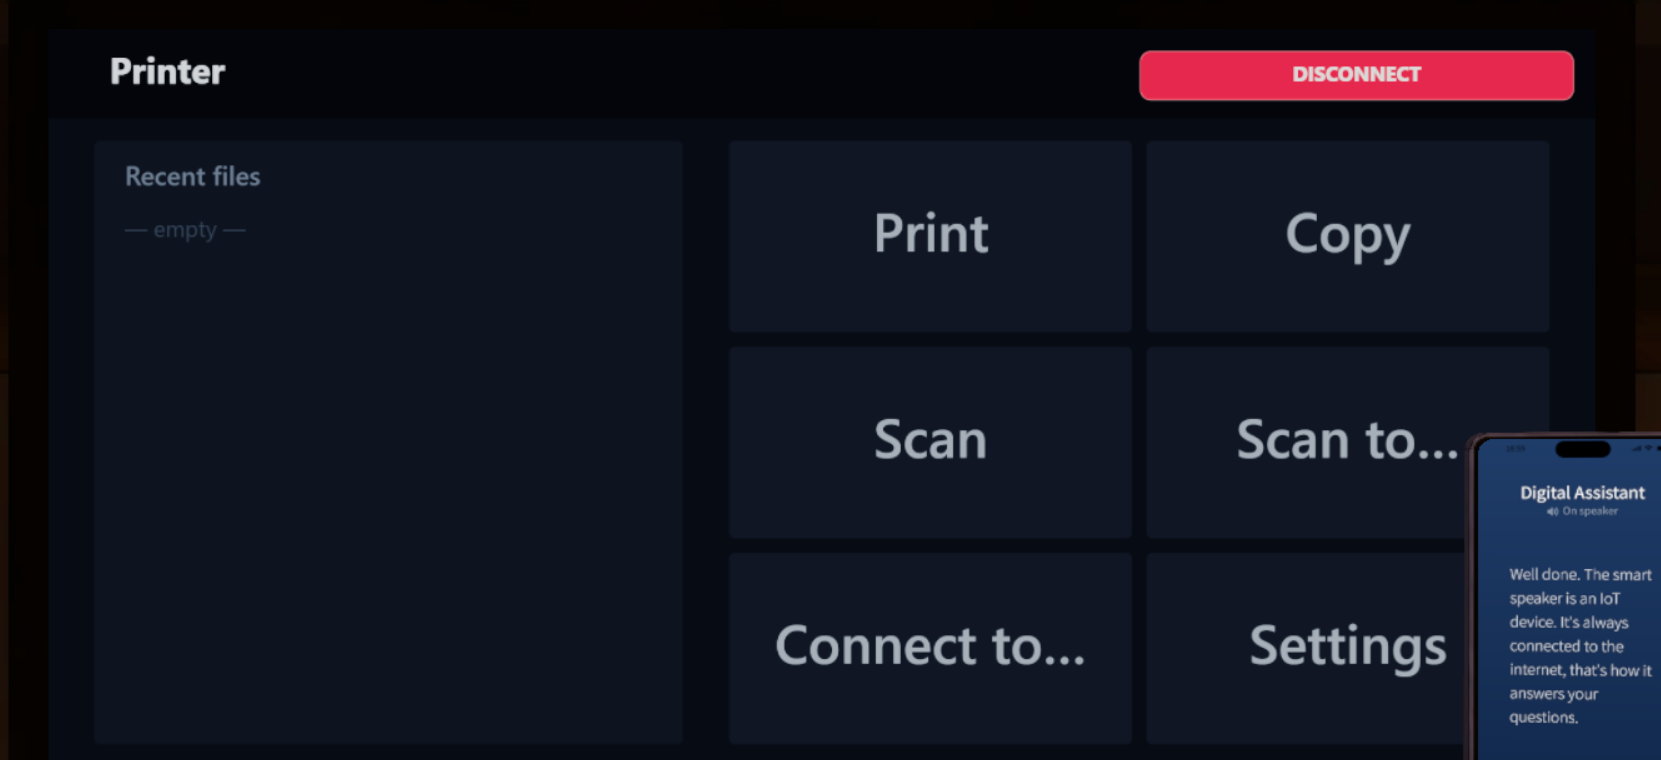 Printer
DISCONNECT
Recent files
— empty —
Print
Copy
Scan
Scan to...
Connect to...
Settings
Digital Assistant
On speaker
Well done. The smart
speaker is an IoT
device. It's always
connected to the
internet, that's how it
answers your
questions.